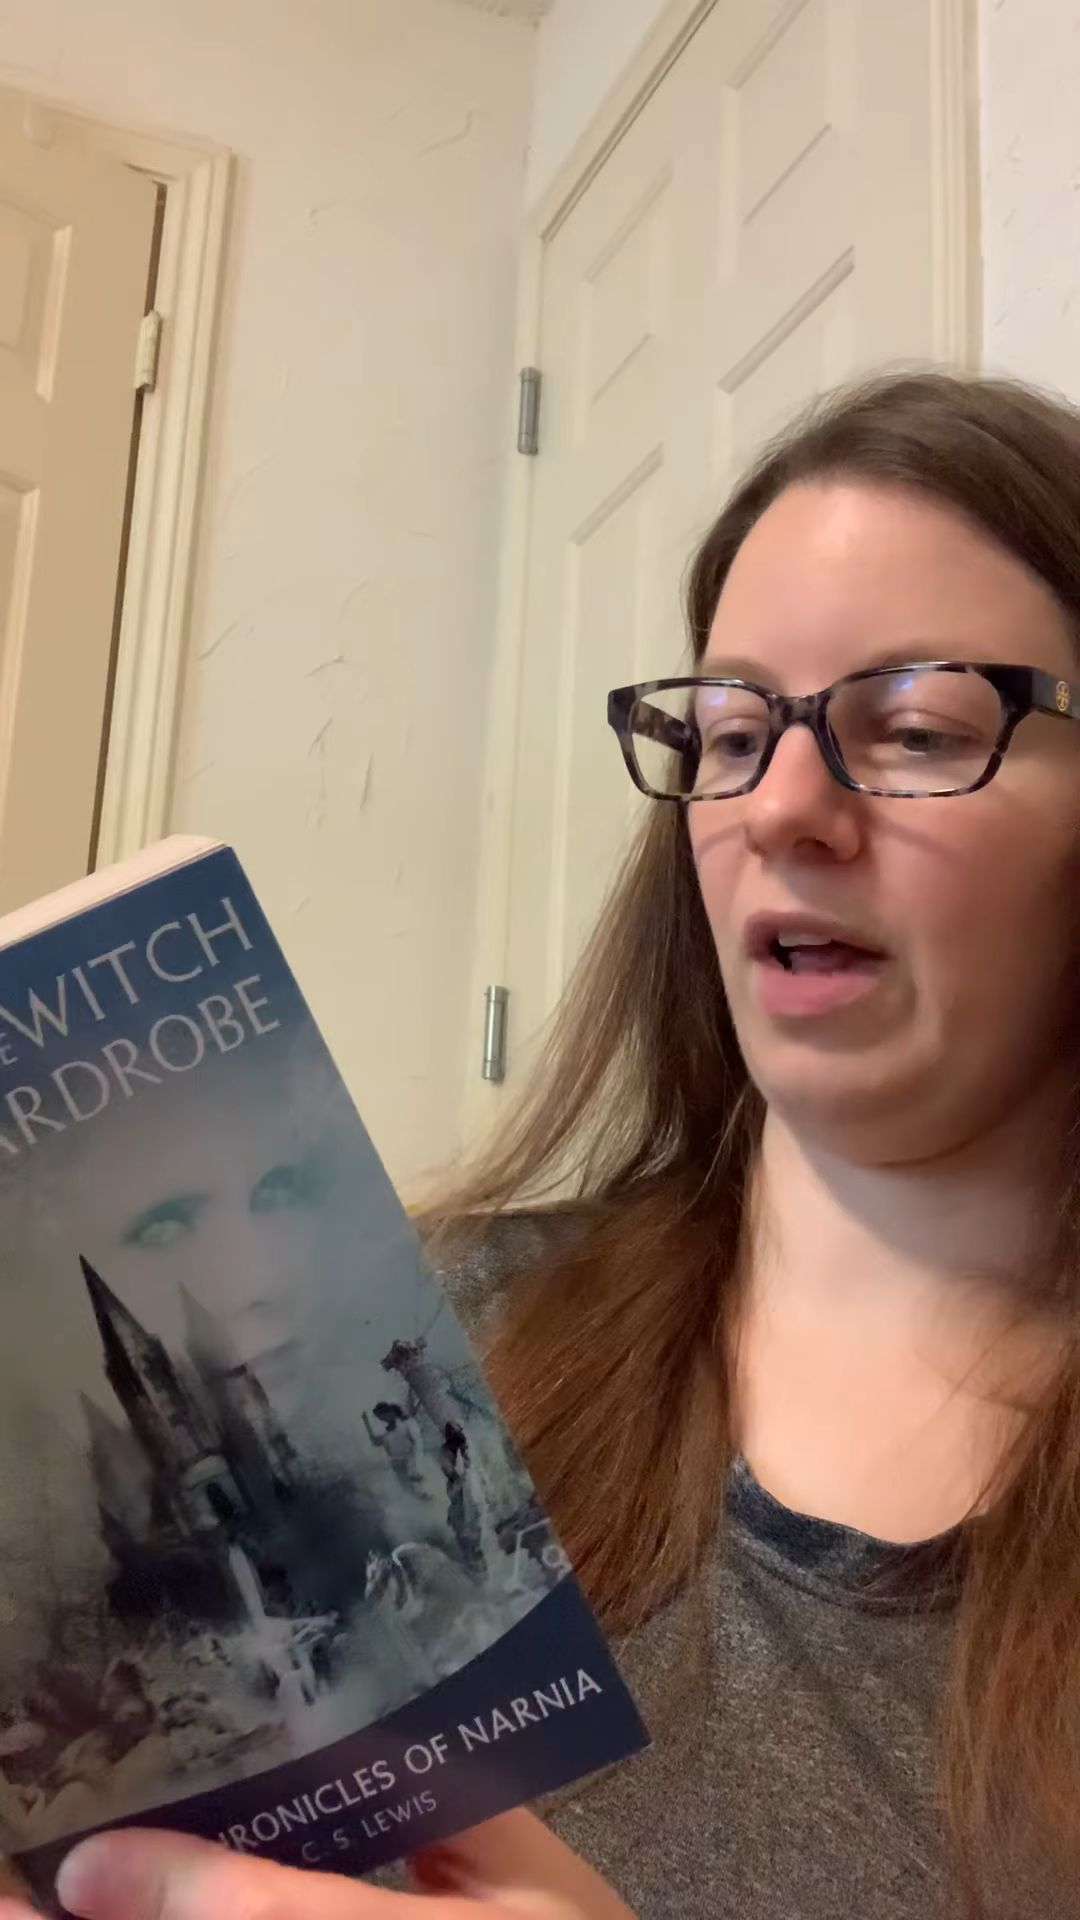 WITCH
E
ARDROBE
HRONICLES OF NARNIA
C. S. LEWIS